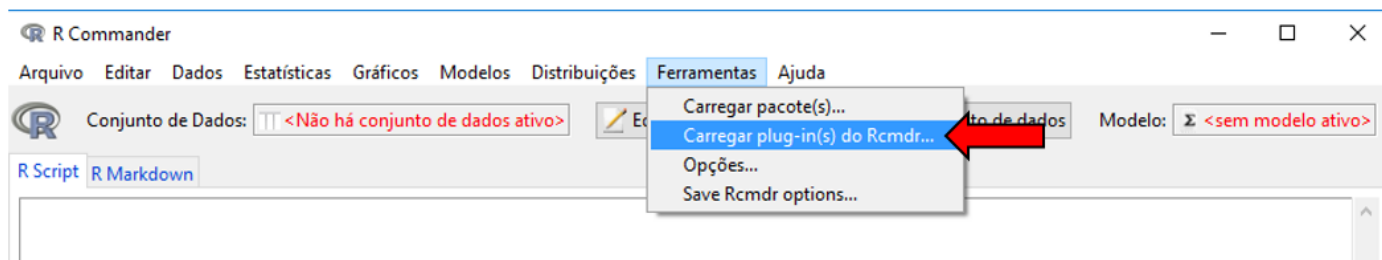 R Commander
Arquivo Editar Dados Estatísticas Gráficos Modelos Distribuições Ferramentas Ajuda
Conjunto de Dados: <Não há conjunto de dados ativo> Ed to de dados Modelo: Σ <sem modelo ativo>
Carregar pacote(s)...
Carregar plug-in(s) do Rcmdr...
Opções...
Save Rcmdr options...
R Script R Markdown